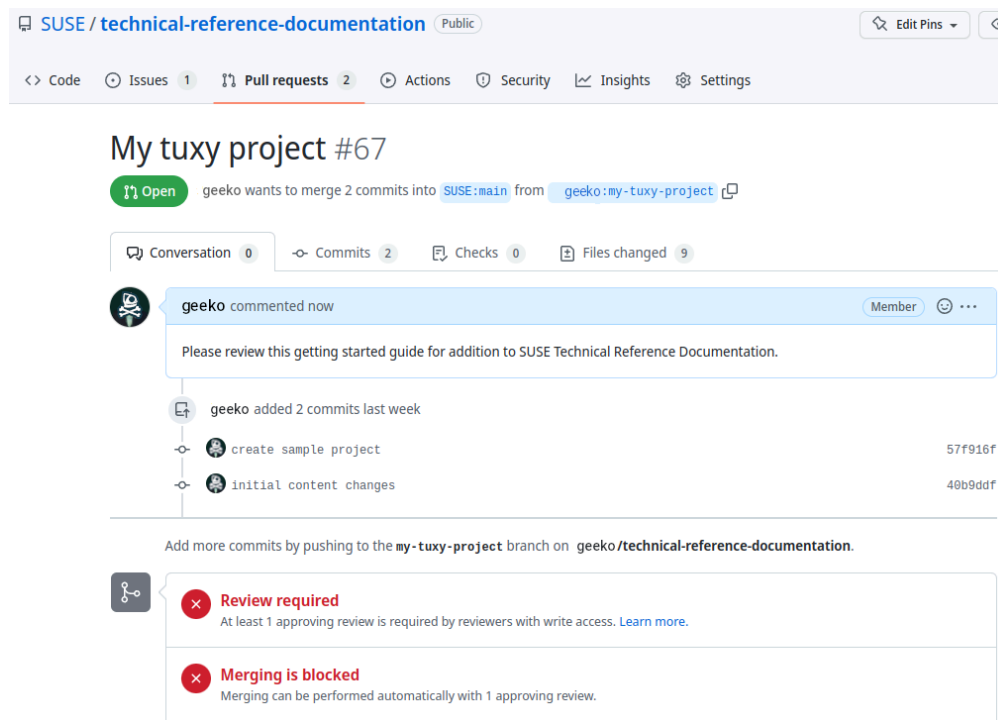 SUSE / technical-reference-documentation Public Edit Pins
Code Issues 1 Pull requests 2 Actions Security Insights Settings
My tuxy project #67
Open geeko wants to merge 2 commits into SUSE:main from geeko:my-tuxy-project
Conversation 0 Commits 2 Checks 0 Files changed 9
geeko commented now Member
Please review this getting started guide for addition to SUSE Technical Reference Documentation.
geeko added 2 commits last week
create sample project 57f916f
initial content changes 40b9ddf
Add more commits by pushing to the my-tuxy-project branch on geeko/technical-reference-documentation.
Review required
At least 1 approving review is required by reviewers with write access. Learn more.
Merging is blocked
Merging can be performed automatically with 1 approving review.